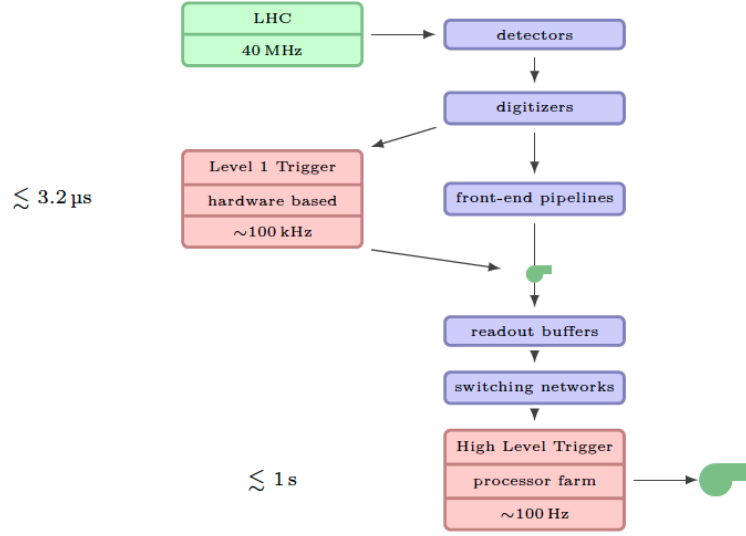 LHC
40 MHz
detectors
digitizers
Level 1 Trigger
hardware based
~100 kHz
≲ 3.2 µs
front-end pipelines
readout buffers
switching networks
High Level Trigger
processor farm
~100 Hz
≲ 1 s